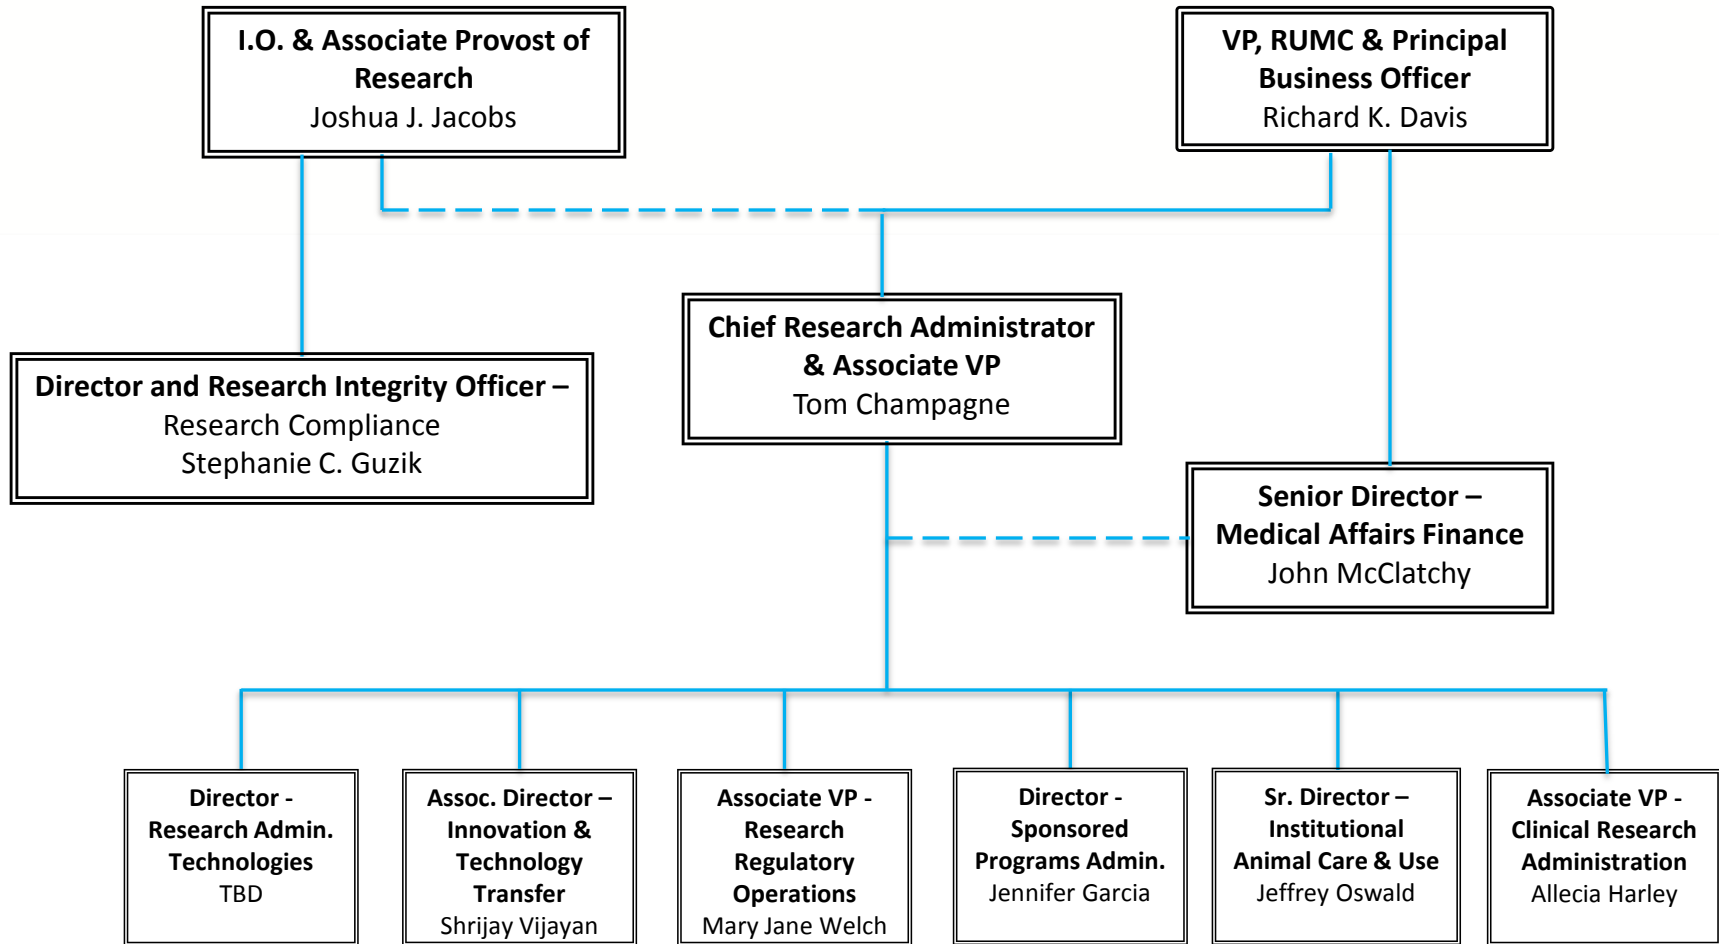 I.O. & Associate Provost of
Research
Joshua J. Jacobs
VP, RUMC & Principal
Business Officer
Richard K. Davis
Chief Research Administrator
& Associate VP
Tom Champagne
Director and Research Integrity Officer –
Research Compliance
Stephanie C. Guzik
Senior Director –
Medical Affairs Finance
John McClatchy
Director -
Research Admin.
Technologies
TBD
Assoc. Director –
Innovation &
Technology
Transfer
Shrijay Vijayan
Associate VP -
Research
Regulatory
Operations
Mary Jane Welch
Director -
Sponsored
Programs Admin.
Jennifer Garcia
Sr. Director –
Institutional
Animal Care & Use
Jeffrey Oswald
Associate VP -
Clinical Research
Administration
Allecia Harley